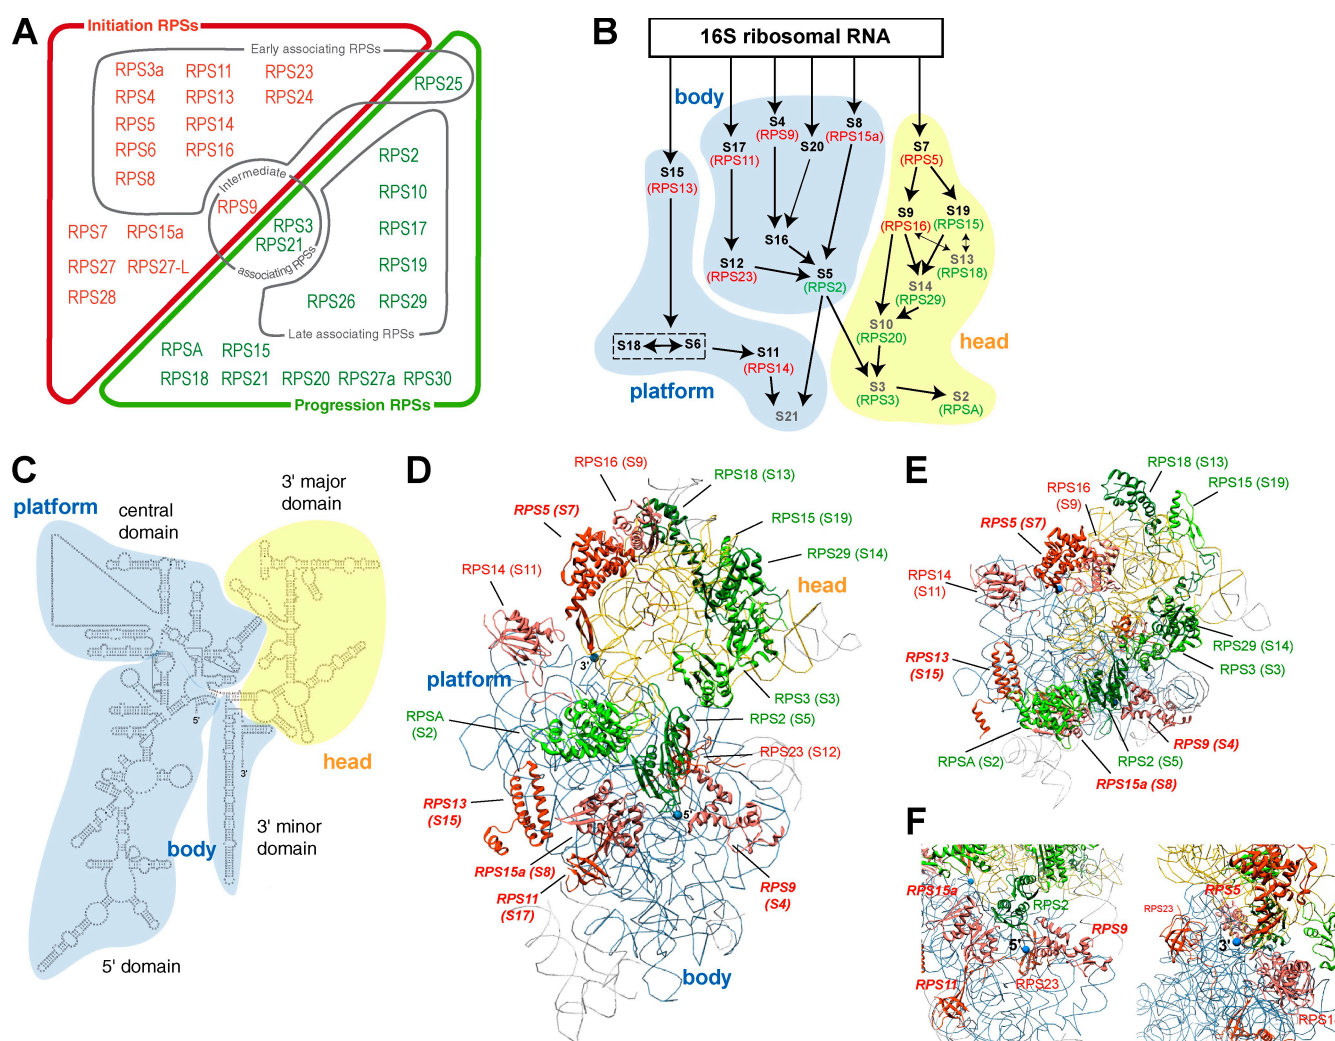 A
Initiation RPSs
Early associating RPSs
RPS3a RPS11 RPS23
RPS25
RPS4 RPS13 RPS24
RPS5 RPS14
RPS6 RPS16
RPS2
RPS8
Intermediate
RPS10
RPS9
RPS3
RPS17
RPS7 RPS15a
RPS21
associating RPSs
RPS27 RPS27-L
RPS19
RPS28
RPS26 RPS29
Late associating RPSs
RPSA RPS15
RPS18 RPS21 RPS20 RPS27a RPS30
Progression RPSs
B
16S ribosomal RNA
body
S4
(RPS9)
S8
(RPS15a)
S17
(RPS11)
S20
S7
(RPS5)
S15
(RPS13)
S9
(RPS16)
S19
(RPS15)
S16
S12
(RPS23)
S5
(RPS2)
S13
(RPS18)
S14
(RPS29)
S10
(RPS20)
head
S18 S6
S11
(RPS14)
platform
S3
(RPS3)
S2
(RPSA)
S21
C
platform
central
domain
3' major
domain
5'
3'
head
body
3' minor
domain
5' domain
D
RPS16 (S9)
RPS18 (S13)
RPS5 (S7)
RPS15 (S19)
RPS14 (S11)
RPS29 (S14)
head
3'
platform
RPS3 (S3)
RPSA
(S2)
RPS2 (S5)
RPS23 (S12)
RPS13
(S15)
5'
RPS15a (S8)
RPS11
(S17)
RPS9
(S4)
body
E
RPS18 (S13)
RPS16
(S9)
RPS15 (S19)
RPS5 (S7)
RPS14
(S11)
RPS13
(S15)
RPS29 (S14)
RPS3 (S3)
RPS9 (S4)
RPSA (S2)
RPS2 (S5)
RPS15a (S8)
F
RPS15a
RPS2
RPS9
5'
RPS11
RPS23
RPS5
RPS23
3'
RPS1